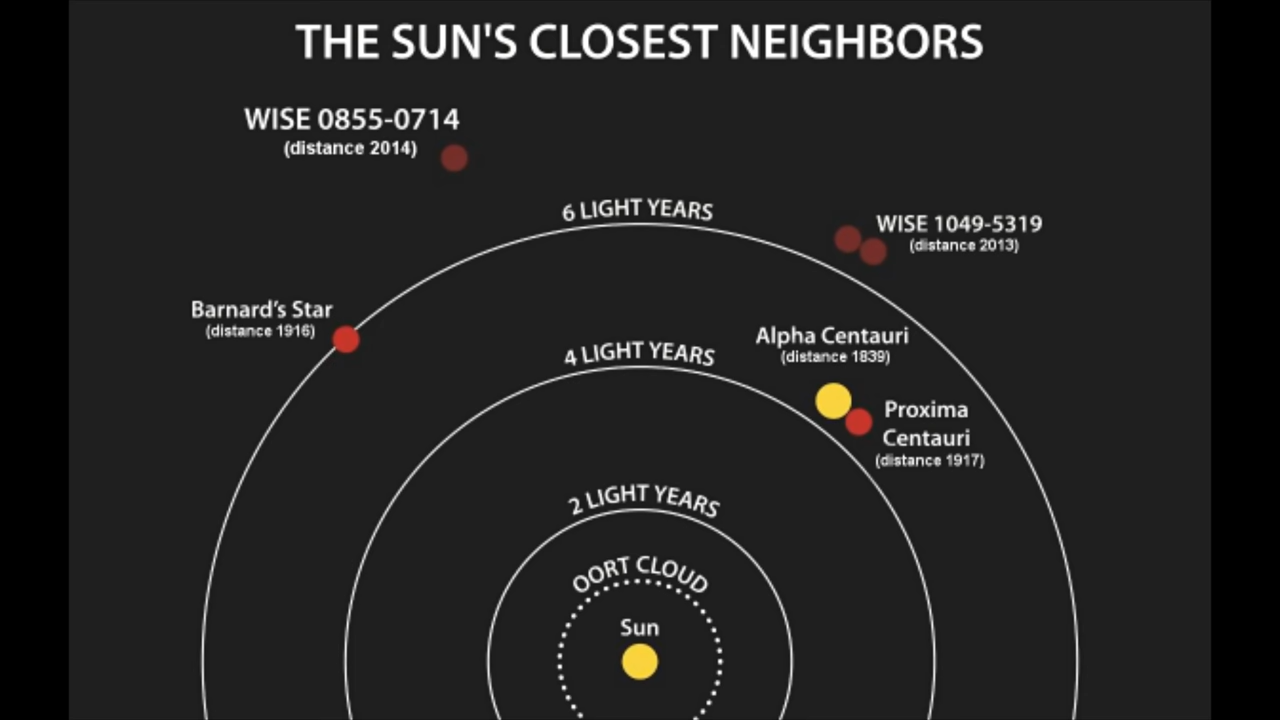 THE SUN'S CLOSEST NEIGHBORS
WISE 0855-0714
(distance 2014)
6 LIGHT YEARS
WISE 1049-5319
(distance 2013)
Barnard's Star
(distance 1916)
Alpha Centauri
(distance 1839)
4 LIGHT YEARS
Proxima
Centauri
(distance 1917)
2 LIGHT YEARS
OORT CLOUD
Sun